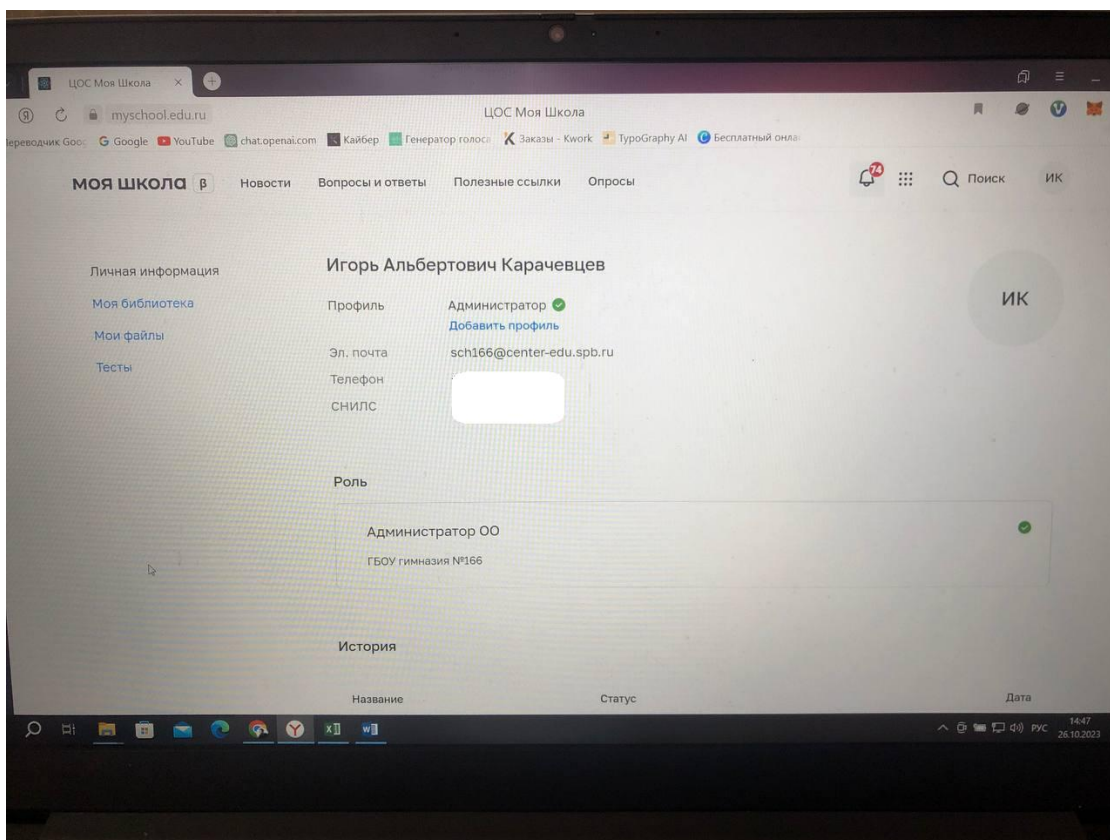 ЦОС Моя Школа
myschool.edu.ru ЦОС Моя Школа
Google YouTube chat.openai.com Кайбер Генератор голоса Заказы - Kwork TypoGraphy AI Бесплатный онла
МОЯ ШКОЛА β Новости Вопросы и ответы Полезные ссылки Опросы 74 Поиск ИК
Личная информация
Моя библиотека
Мои файлы
Тесты
Игорь Альбертович Карачевцев
ИК
Профиль Администратор
Добавить профиль
Эл. почта sch166@center-edu.spb.ru
Телефон
СНИЛС
Роль
Администратор ОО
ГБОУ гимназия №166
История
Название Статус Дата
РУС 14:47
26.10.2023